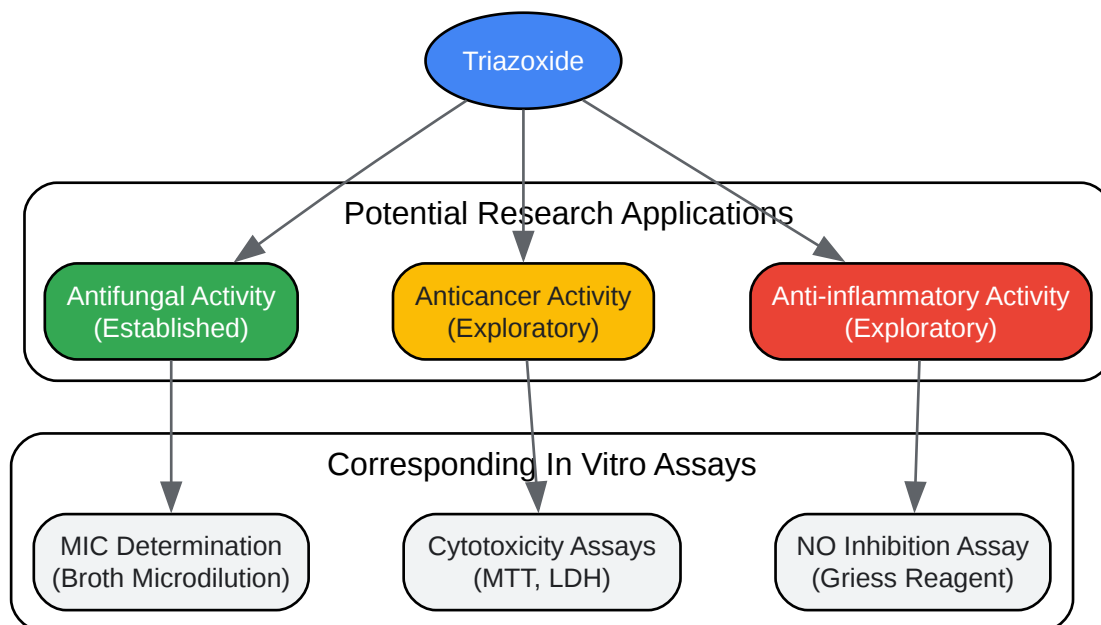 Triazoxide
Potential Research Applications
Antifungal Activity
(Established)
Anticancer Activity
(Exploratory)
Anti-inflammatory Activity
(Exploratory)
Corresponding In Vitro Assays
MIC Determination
(Broth Microdilution)
Cytotoxicity Assays
(MTT, LDH)
NO Inhibition Assay
(Griess Reagent)